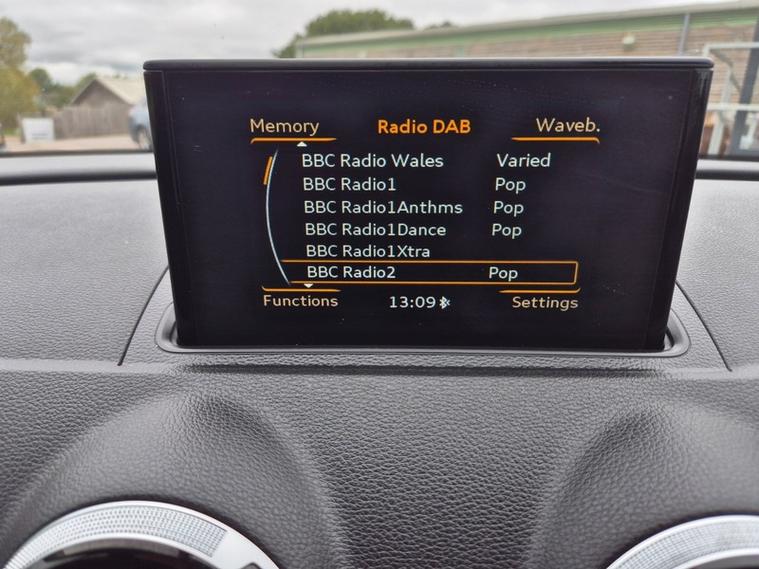 Memory Radio DAB Waveb.
BBC Radio Wales Varied
BBC Radio1 Pop
BBC Radio1Anthms Pop
BBC Radio1Dance Pop
BBC Radio1Xtra
BBC Radio2 Pop
Functions 13:09 Settings